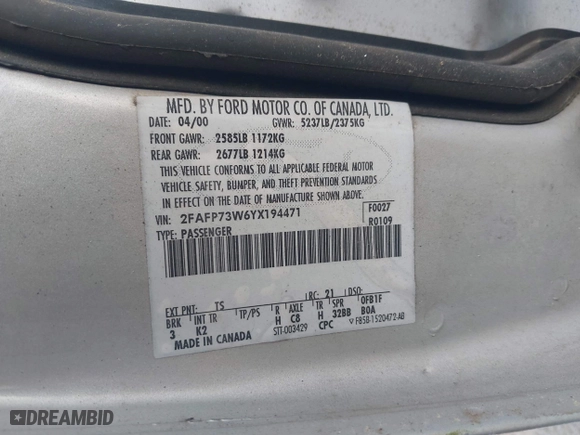 MFD. BY FORD MOTOR CO. OF CANADA, LTD.
DATE: 04/00 GVWR: 5237LB/2375KG
FRONT GAWR: 2585LB 1172KG
REAR GAWR: 2677LB 1214KG
THIS VEHICLE CONFORMS TO ALL APPLICABLE FEDERAL MOTOR
VEHICLE SAFETY, BUMPER, AND THEFT PREVENTION STANDARDS
IN EFFECT ON THE DATE OF MANUFACTURE SHOWN ABOVE.
VIN: 2FAFP73W6YX194471 F0027
TYPE: PASSENGER R0109
EXT PNT: TS RC: 21 DSO:
BRK INT TR TP/PS R AXLE TR SPR 0FB1F
3 K2 H C8 H 32BB B0A
MADE IN CANADA STT-003429 CPC F8SB-1520472-AB
DREAMBID